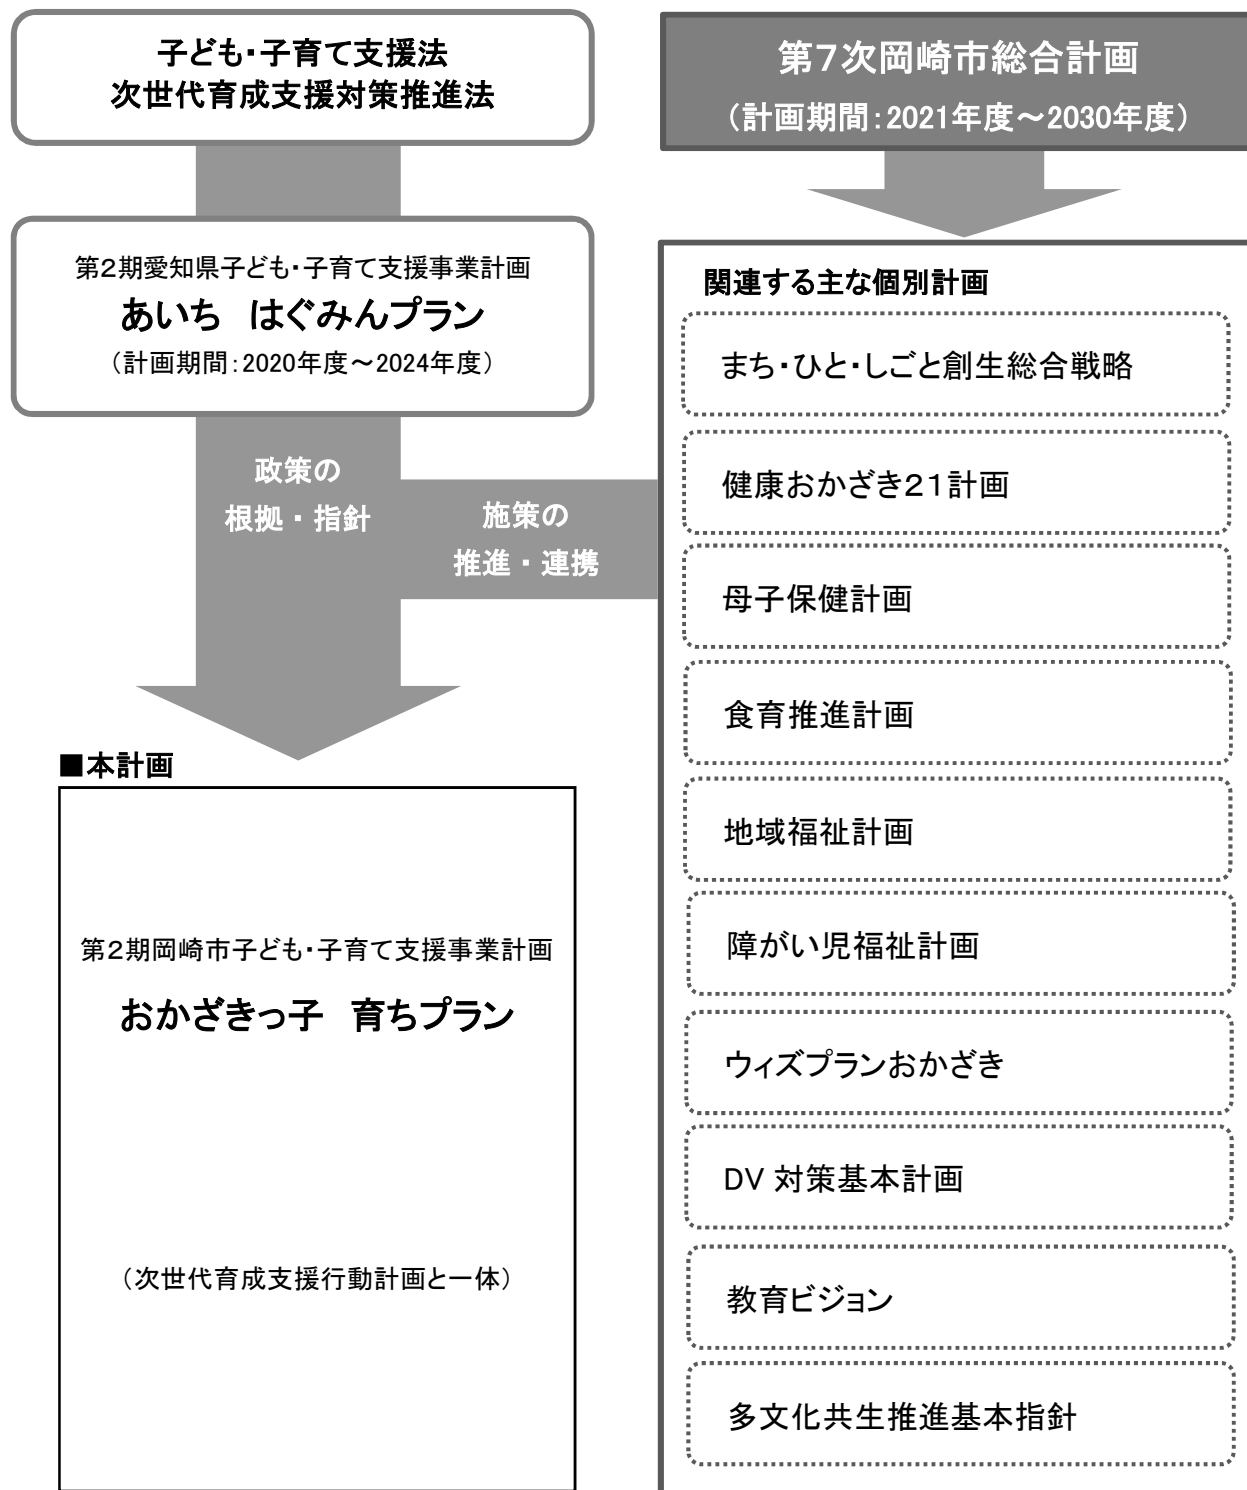 子ども・子育て支援法
次世代育成支援対策推進法
第2期愛知県子ども・子育て支援事業計画
あいち　はぐみんプラン
（計画期間：2020年度～2024年度）
政策の
根拠・指針
施策の
推進・連携
■本計画
第2期岡崎市子ども・子育て支援事業計画
おかざきっ子　育ちプラン
（次世代育成支援行動計画と一体）
第7次岡崎市総合計画
（計画期間：2021年度～2030年度）
関連する主な個別計画
まち・ひと・しごと創生総合戦略
健康おかざき21計画
母子保健計画
食育推進計画
地域福祉計画
障がい児福祉計画
ウィズプランおかざき
DV 対策基本計画
教育ビジョン
多文化共生推進基本指針